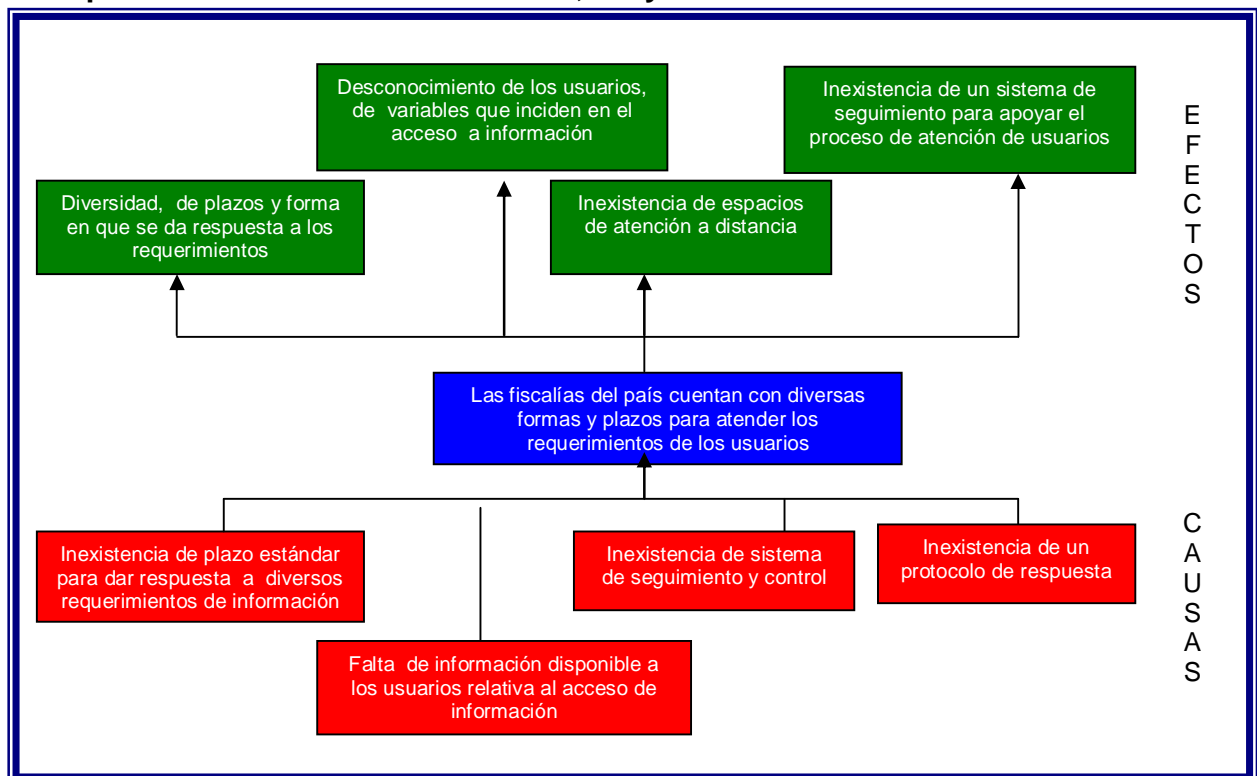 Desconocimiento de los usuarios,
de variables que inciden en el
acceso a información
Inexistencia de un sistema de
seguimiento para apoyar el
proceso de atención de usuarios
Diversidad, de plazos y forma
en que se da respuesta a los
requerimientos
Inexistencia de espacios
de atención a distancia
E
F
E
C
T
O
S
Las fiscalías del país cuentan con diversas
formas y plazos para atender los
requerimientos de los usuarios
Inexistencia de plazo estándar
para dar respuesta a diversos
requerimientos de información
Inexistencia de sistema
de seguimiento y control
Inexistencia de un
protocolo de respuesta
Falta de información disponible a
los usuarios relativa al acceso de
información
C
A
U
S
A
S